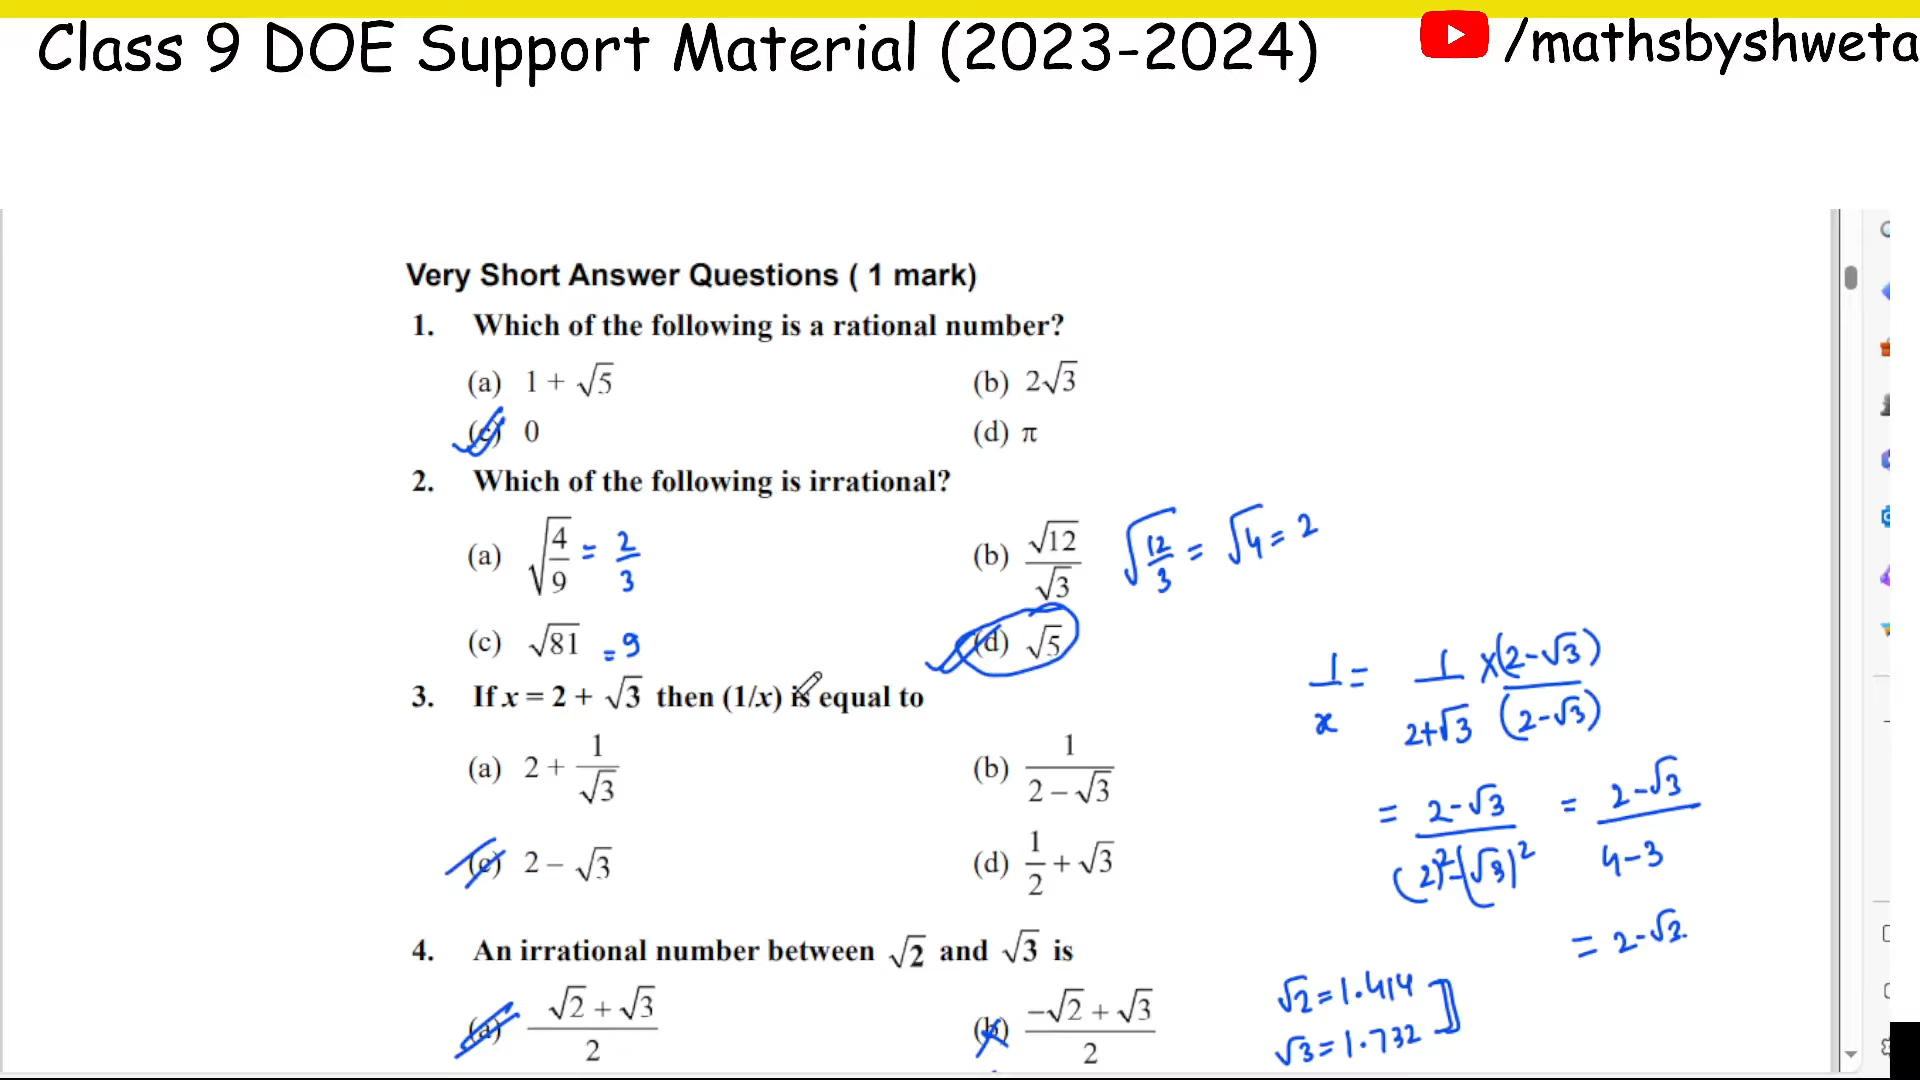 Class 9 DOE Support Material (2023-2024)
/mathsbyshweta
Very Short Answer Questions ( 1 mark)
1. Which of the following is a rational number?
(a) 1 + √5 (b) 2√3
(c) 0 (d) π
2. Which of the following is irrational?
(a) √(4/9) = 2/3 (b) √12/√3 √(12/3) = √4 = 2
(c) √81 = 9 (d) √5
3. If x = 2 + √3 then (1/x) is equal to
(a) 2 + 1/√3 (b) 1/(2 − √3)
(c) 2 − √3 (d) 1/2 + √3
1/x = 1/(2+√3) × (2-√3)/(2-√3)
= (2-√3)/((2)²-(√3)²) = (2-√3)/(4-3)
= 2-√3
4. An irrational number between √2 and √3 is
(a) (√2 + √3)/2 (b) (−√2 + √3)/2
√2 = 1.414
√3 = 1.732